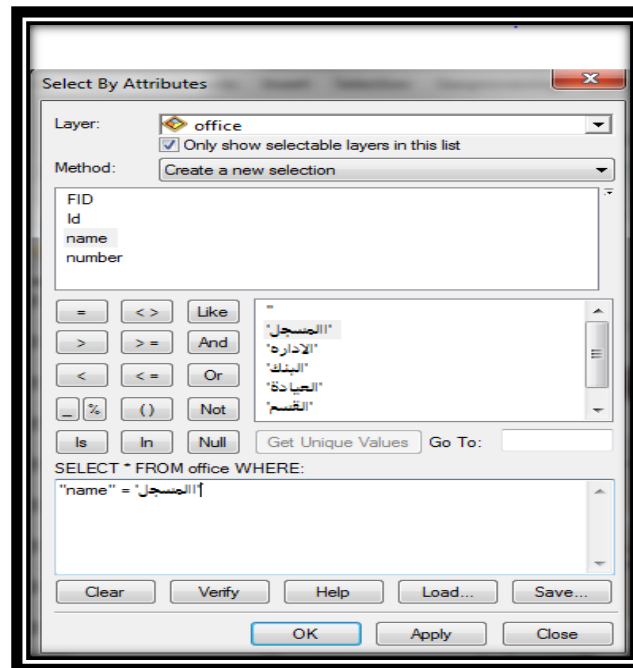 Select By Attributes
Layer: office
Only show selectable layers in this list
Method: Create a new selection
FID
Id
name
number
= < > Like
''
> > = And
'االمسجل'
'الاداره'
< < = Or
'البنك'
'العيادة'
_ % () Not
'القسم'
Is In Null Get Unique Values Go To:
SELECT * FROM office WHERE:
"name" = 'االمسجل'
Clear Verify Help Load... Save...
OK Apply Close